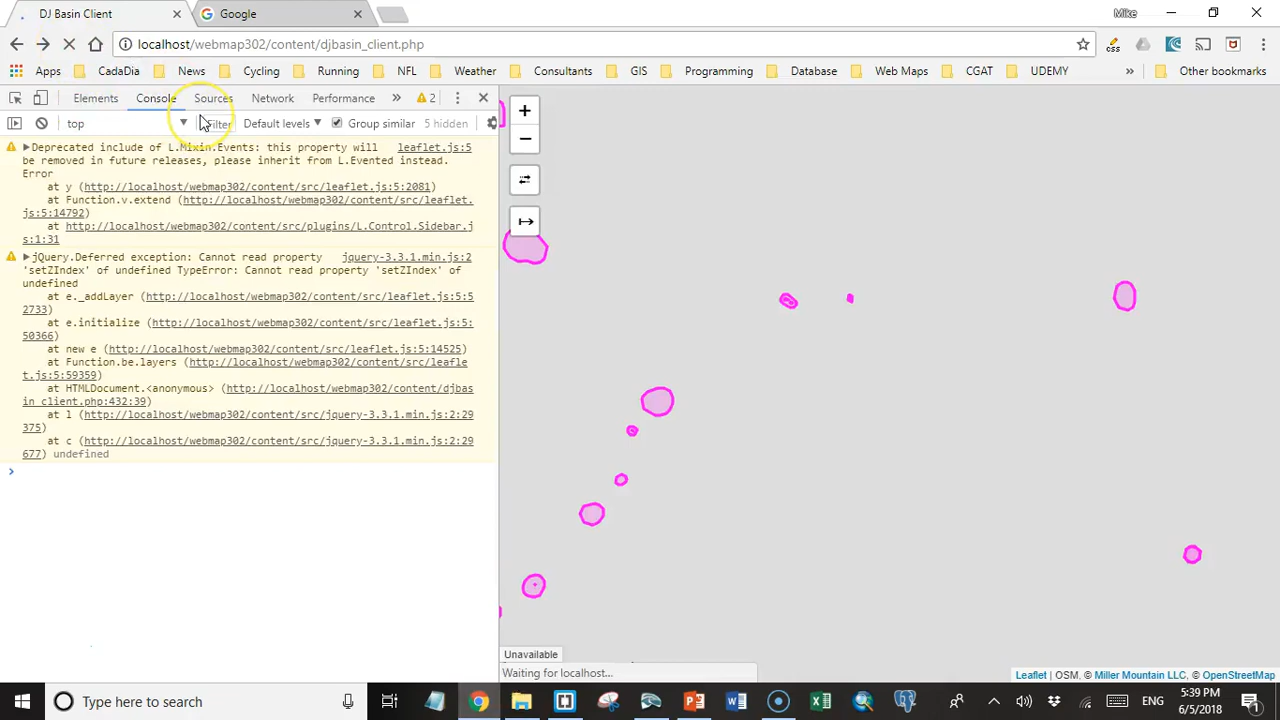 DJ Basin Client
Google
Mike
localhost/webmap302/content/djbasin_client.php
Apps CadaDia News Cycling Running NFL Weather Consultants GIS Programming Database Web Maps CGAT UDEMY » Other bookmarks
Elements Console Sources Network Performance » 2
top Filter Default levels Group similar 5 hidden
Deprecated include of L.Mixin.Events: this property will leaflet.js:5
be removed in future releases, please inherit from L.Evented instead.
Error
at y (http://localhost/webmap302/content/src/leaflet.js:5:2081)
at Function.v.extend (http://localhost/webmap302/content/src/leaflet.
js:5:14792)
at http://localhost/webmap302/content/src/plugins/L.Control.Sidebar.j
s:1:31
jQuery.Deferred exception: Cannot read property jquery-3.3.1.min.js:2
'setZIndex' of undefined TypeError: Cannot read property 'setZIndex' of
undefined
at e._addLayer (http://localhost/webmap302/content/src/leaflet.js:5:5
2733)
at e.initialize (http://localhost/webmap302/content/src/leaflet.js:5:
50366)
at new e (http://localhost/webmap302/content/src/leaflet.js:5:14525)
at Function.be.layers (http://localhost/webmap302/content/src/leafle
t.js:5:59359)
at HTMLDocument.<anonymous> (http://localhost/webmap302/content/djbas
in_client.php:432:39)
at l (http://localhost/webmap302/content/src/jquery-3.3.1.min.js:2:29
375)
at c (http://localhost/webmap302/content/src/jquery-3.3.1.min.js:2:29
677) undefined
+
−
Unavailable
Waiting for localhost...
Leaflet | OSM, © Miller Mountain LLC, © OpenStreetMap
Type here to search
ENG
5:39 PM
6/5/2018